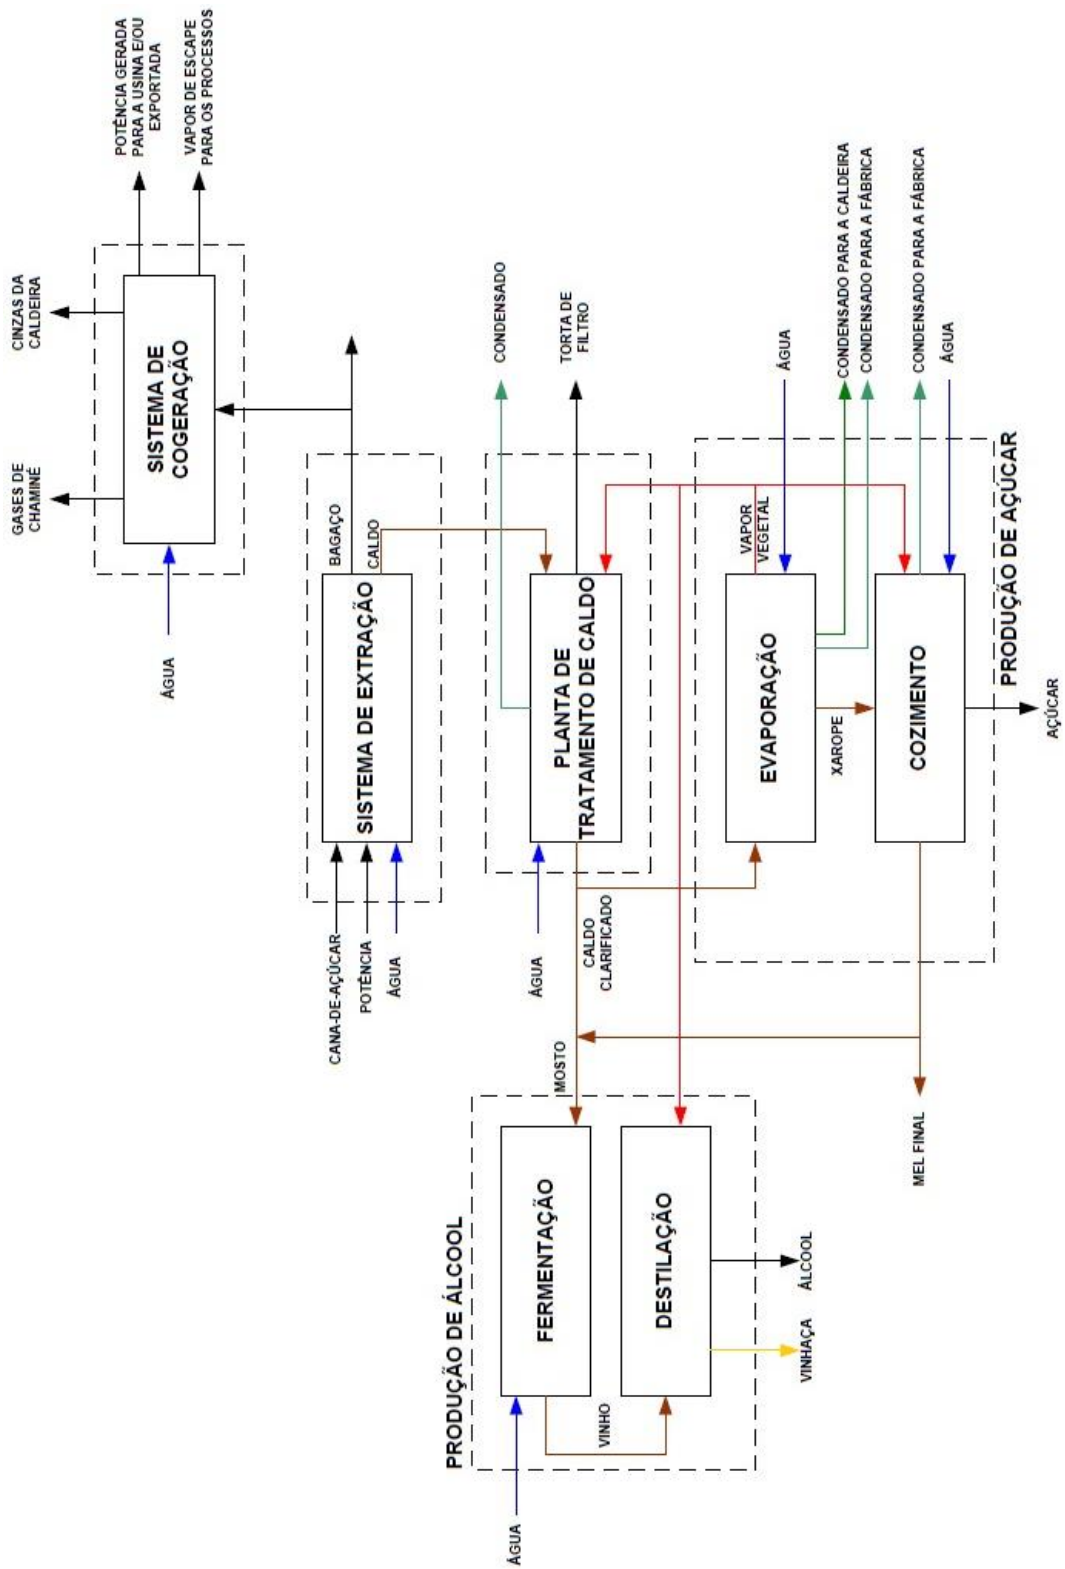 CINZAS DA
CALDEIRA
GASES DE
CHAMINÉ
POTÊNCIA GERADA
PARA A USINA E/OU
EXPORTADA
VAPOR DE ESCAPE
PARA OS PROCESSOS
SISTEMA DE
COGERAÇÃO
ÁGUA
BAGAÇO
CALDO
SISTEMA DE EXTRAÇÃO
CANA-DE-AÇÚCAR
POTÊNCIA
ÁGUA
CONDENSADO
TORTA DE
FILTRO
PLANTA DE
TRATAMENTO DE CALDO
ÁGUA
CALDO
CLARIFICADO
MOSTO
PRODUÇÃO DE ÁLCOOL
FERMENTAÇÃO
ÁGUA
VINHO
DESTILAÇÃO
VINHAÇA
ÁLCOOL
VAPOR
VEGETAL
ÁGUA
EVAPORAÇÃO
CONDENSADO PARA A CALDEIRA
CONDENSADO PARA A FÁBRICA
XAROPE
COZIMENTO
CONDENSADO PARA A FÁBRICA
ÁGUA
MEL FINAL
PRODUÇÃO DE AÇÚCAR
AÇÚCAR